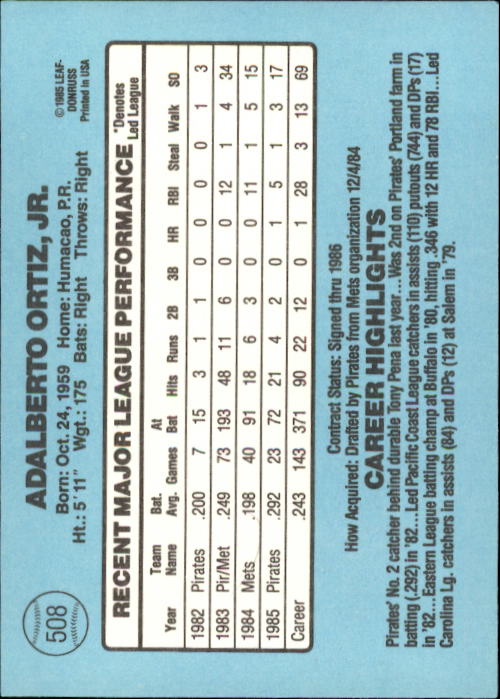 508
ADALBERTO ORTIZ, JR.
Born: Oct. 24, 1959 Home: Humacao, P.R.
Ht.: 5' 11" Wgt.: 175 Bats: Right Throws: Right
© 1985 LEAF-
DONRUSS
Printed in USA
RECENT MAJOR LEAGUE PERFORMANCE
*Denotes
Led League
Year Team Name Bat. Avg. Games At Bat Hits Runs 2B 3B HR RBI Steal Walk SO
1982 Pirates .200 7 15 3 1 1 0 0 0 0 1 3
1983 Pir/Met .249 73 193 48 11 6 0 0 12 1 4 34
1984 Mets .198 40 91 18 6 3 0 0 11 1 5 15
1985 Pirates .292 23 72 21 4 2 0 1 5 1 3 17
Career .243 143 371 90 22 12 0 1 28 3 13 69
Contract Status: Signed thru 1986
How Acquired: Drafted by Pirates from Mets organization 12/4/84
CAREER HIGHLIGHTS
Pirates' No. 2 catcher behind durable Tony Pena last year...Was 2nd on Pirates' Portland farm in
batting (.292) in '82...Led Pacific Coast League catchers in assists (110) putouts (744) and DPs (17)
in '82...Eastern League batting champ at Buffalo in '80, hitting .346 with 12 HR and 78 RBI...Led
Carolina Lg. catchers in assists (84) and DPs (12) at Salem in '79.